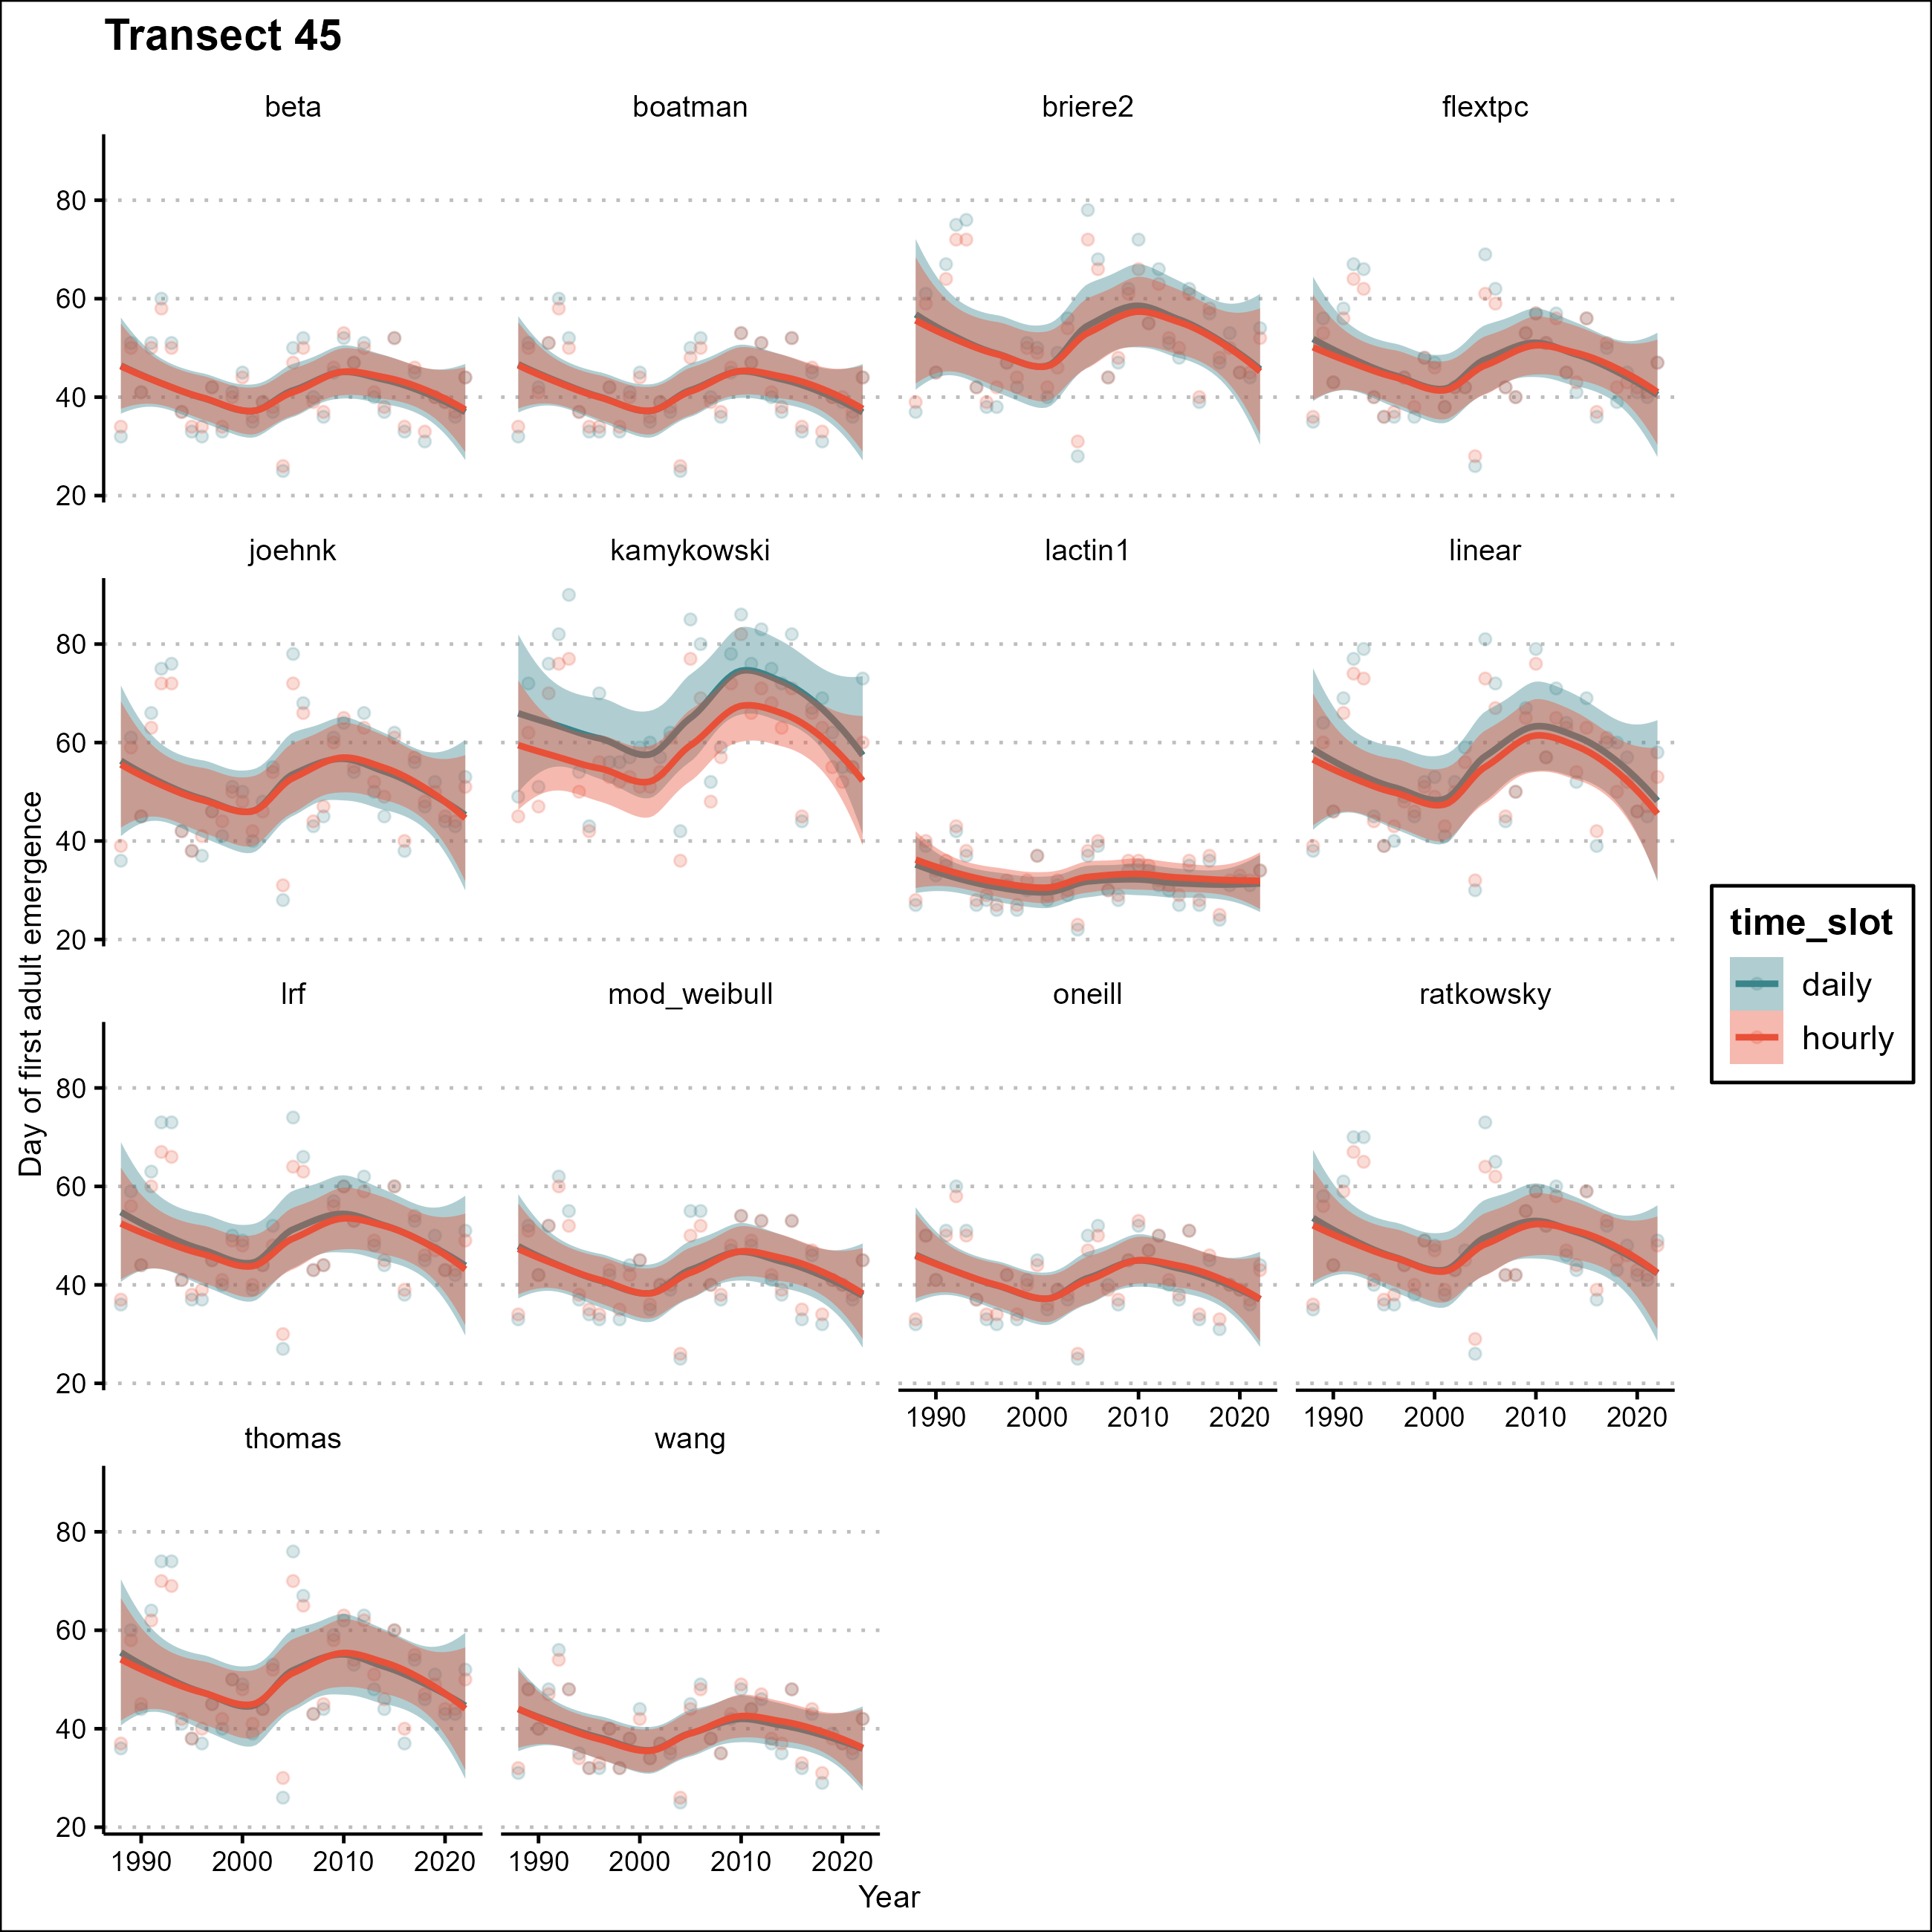 Transect 45
beta boatman briere2 flextpc
80
60
40
20
joehnk kamykowski lactin1 linear
80
60
40
20
lrf mod_weibull oneill ratkowsky
80
60
40
20
1990 2000 2010 2020 1990 2000 2010 2020
thomas wang
80
60
40
20
1990 2000 2010 2020 1990 2000 2010 2020
Year
Day of first adult emergence
time_slot
daily
hourly